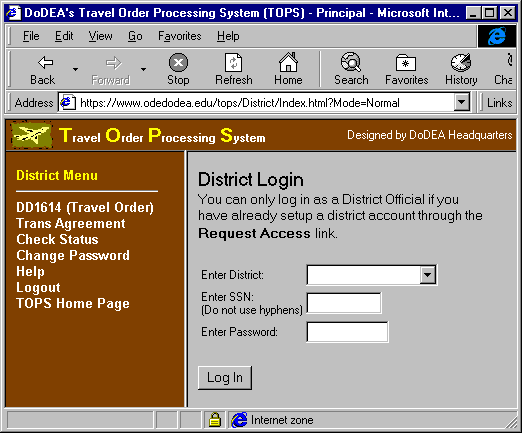 DoDEA's Travel Order Processing System (TOPS) - Principal - Microsoft Int...
File Edit View Go Favorites Help
Back Forward Stop Refresh Home Search Favorites History Cha
Address https://www.odedodea.edu/tops/District/Index.html?Mode=Normal Links
Travel Order Processing System Designed by DoDEA Headquarters
District Menu
DD1614 (Travel Order)
Trans Agreement
Check Status
Change Password
Help
Logout
TOPS Home Page
District Login
You can only log in as a District Official if you
have already setup a district account through the
Request Access link.
Enter District:
Enter SSN:
(Do not use hyphens)
Enter Password:
Log In
Internet zone